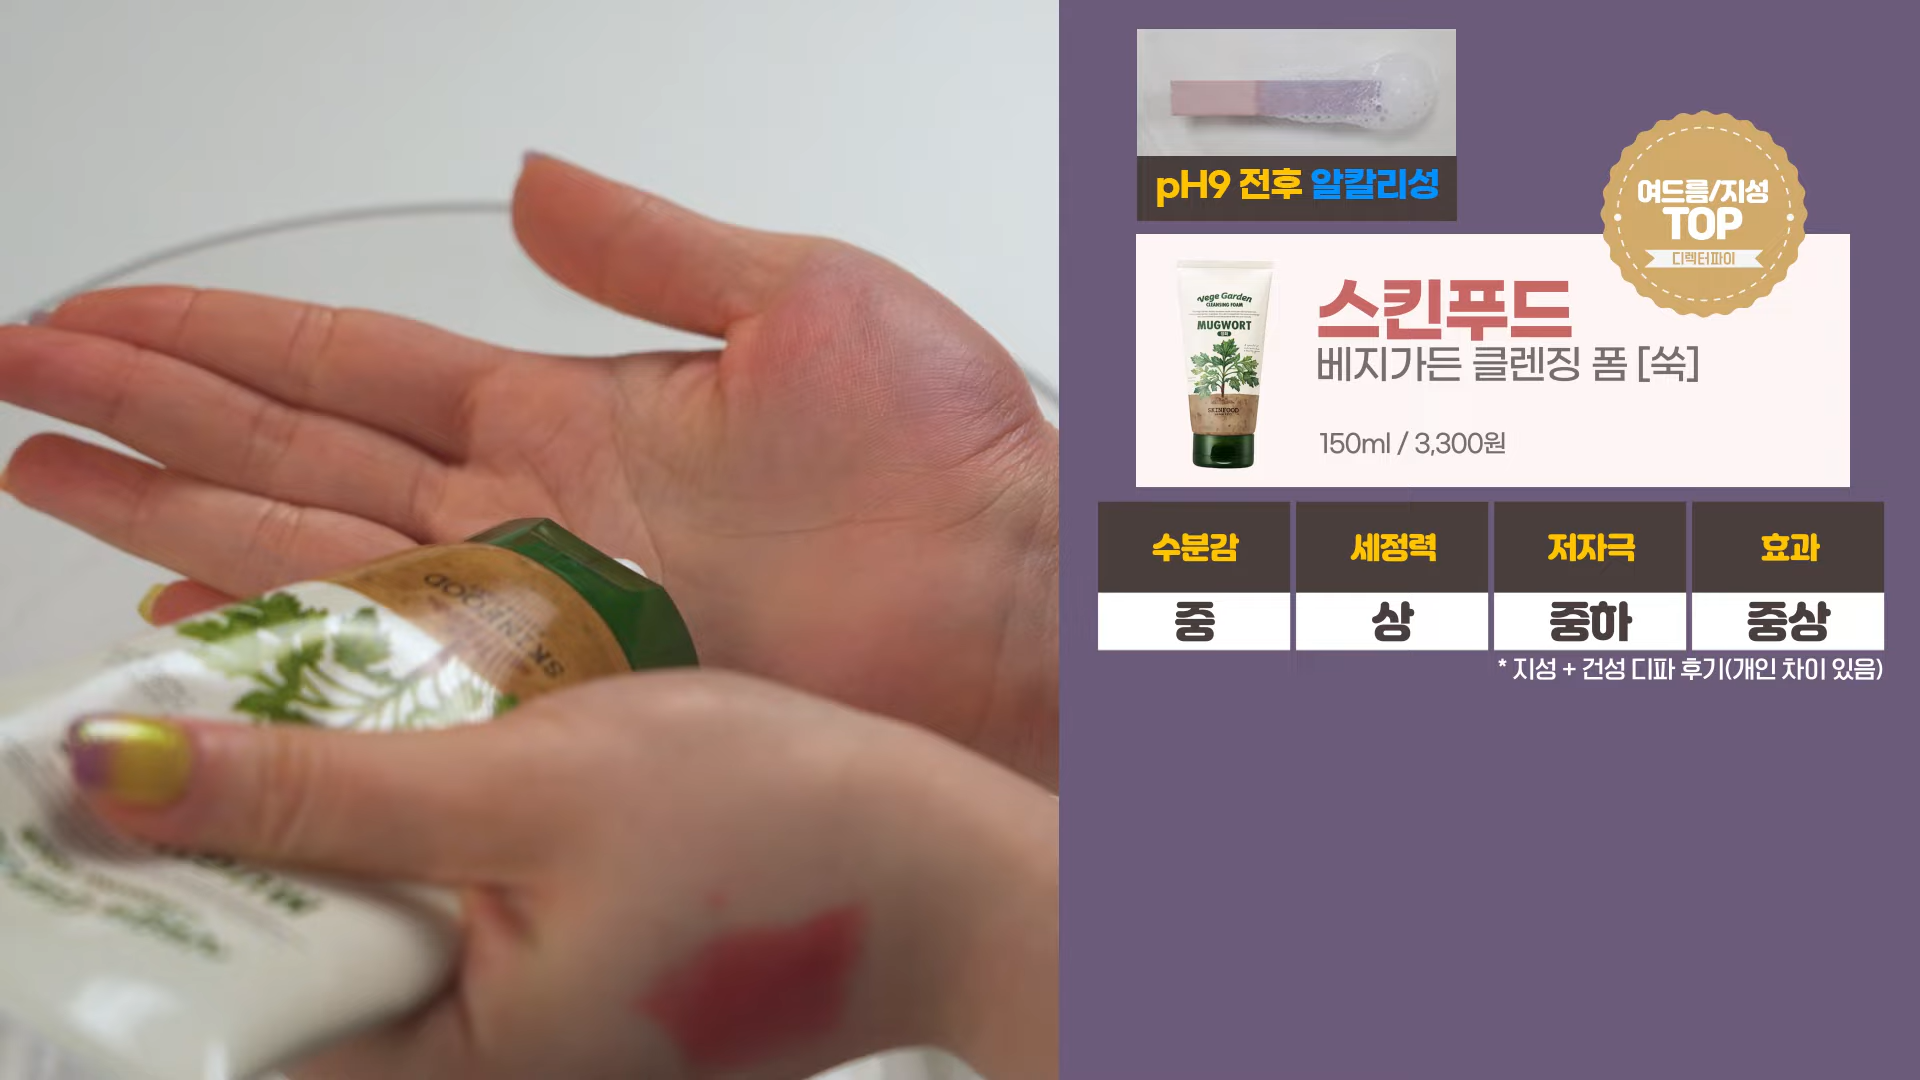 pH9 전후 알칼리성
여드름/지성
TOP
디렉터파이
Vege Garden
CLEANSING FOAM
MUGWORT
SKINFOOD
스킨푸드
베지가든 클렌징 폼 [쑥]
150ml / 3,300원
수분감 세정력 저자극 효과
중 상 중하 중상
* 지성 + 건성 디파 후기(개인 차이 있음)
SKINFOOD